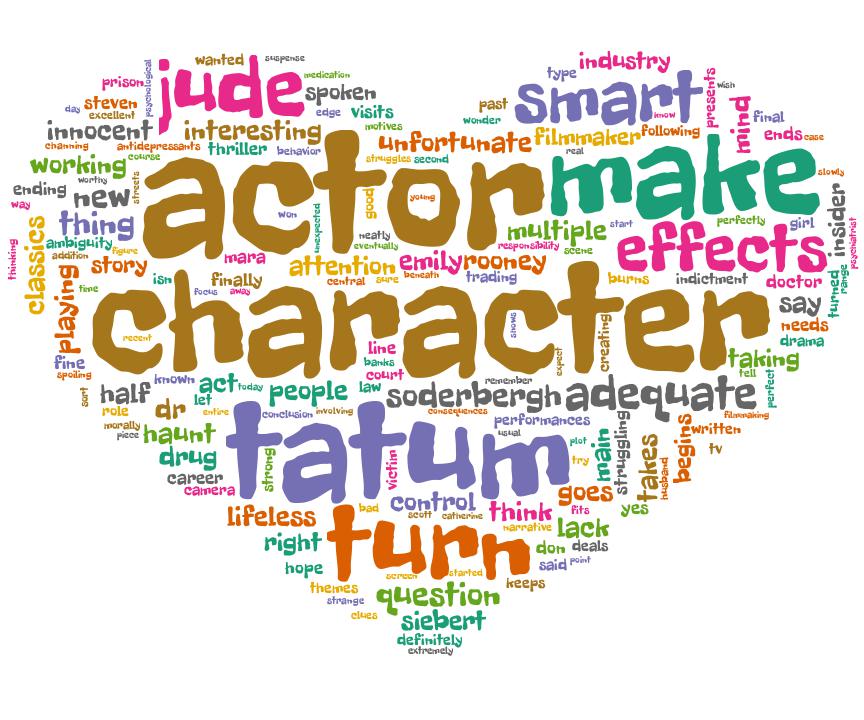 wanted suspense
industry
prison psychological jude medication
type
steven spoken
smart presents wish
day excellent edge visits
past know mind final
innocent interesting motives
wonder
unfortunate filmmaker following ends case
channing antidepressants thriller behavior
course struggles second real
working actor make slowly
worthy
ending new streets good young
insider
way thing won unexpected
perfectly girl
classics ambiguity neatly multiple start
figure eventually responsibility scene
effects psychiatrist
thinking addition mara
story attention emily rooney
isn finally central sure beneath trading burns indictment doctor turned range
playing time focus away
character say
recent shows creating needs
line drama
fine banks expect taking
spoiling court tell
known act today people law remember perfect
sort half let soderbergh adequate
role dr entire conclusion involving consequences performances filmmaking
morally written
piece haunt tatum usual plot main struggling takes begins tv
drug strong victim try husband
career
camera control goes
bad scott catherine think fits yes
lifeless turn narrative lack
right don deals
hope screen started said point
themes keeps
strange question
clues siebert
definitely
extremely